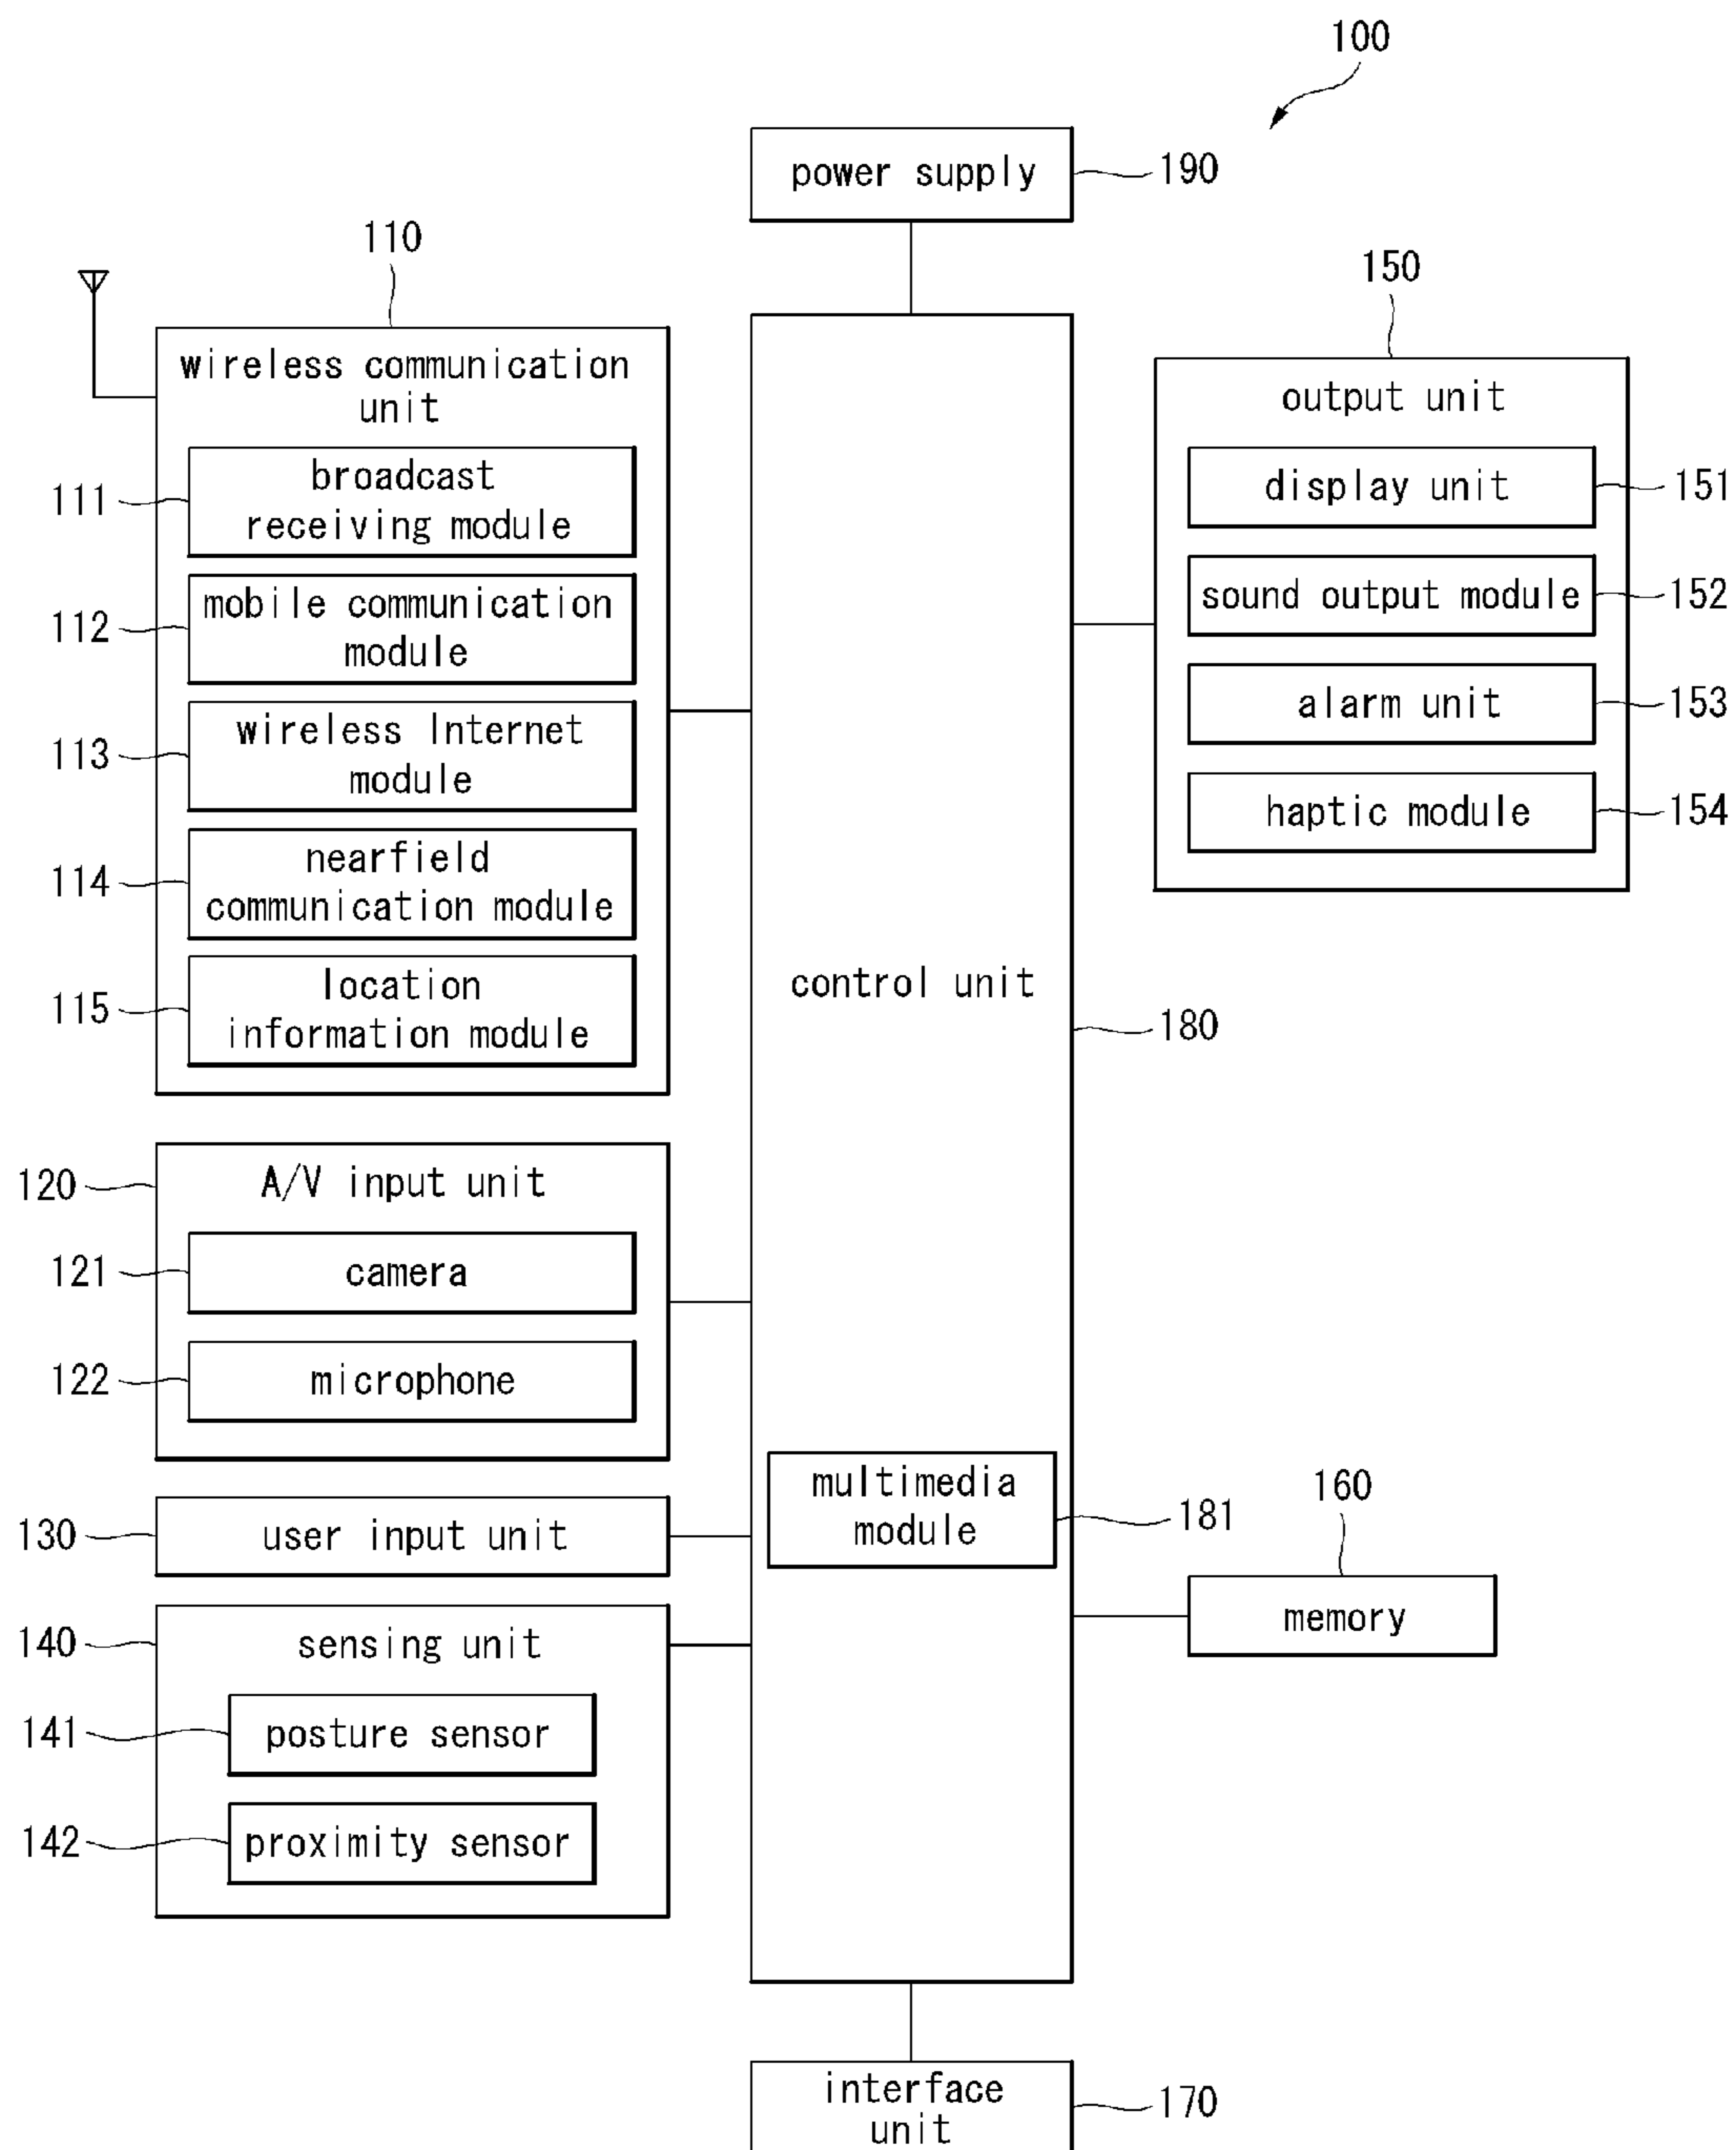 100
power supply
190
110
wireless communication
unit
111
broadcast
receiving module
112
mobile communication
module
113
wireless Internet
module
114
nearfield
communication module
115
location
information module
120
A/V input unit
121
camera
122
microphone
130
user input unit
140
sensing unit
141
posture sensor
142
proximity sensor
control unit
180
multimedia
module
181
150
output unit
display unit
151
sound output module
152
alarm unit
153
haptic module
154
160
memory
interface
unit
170